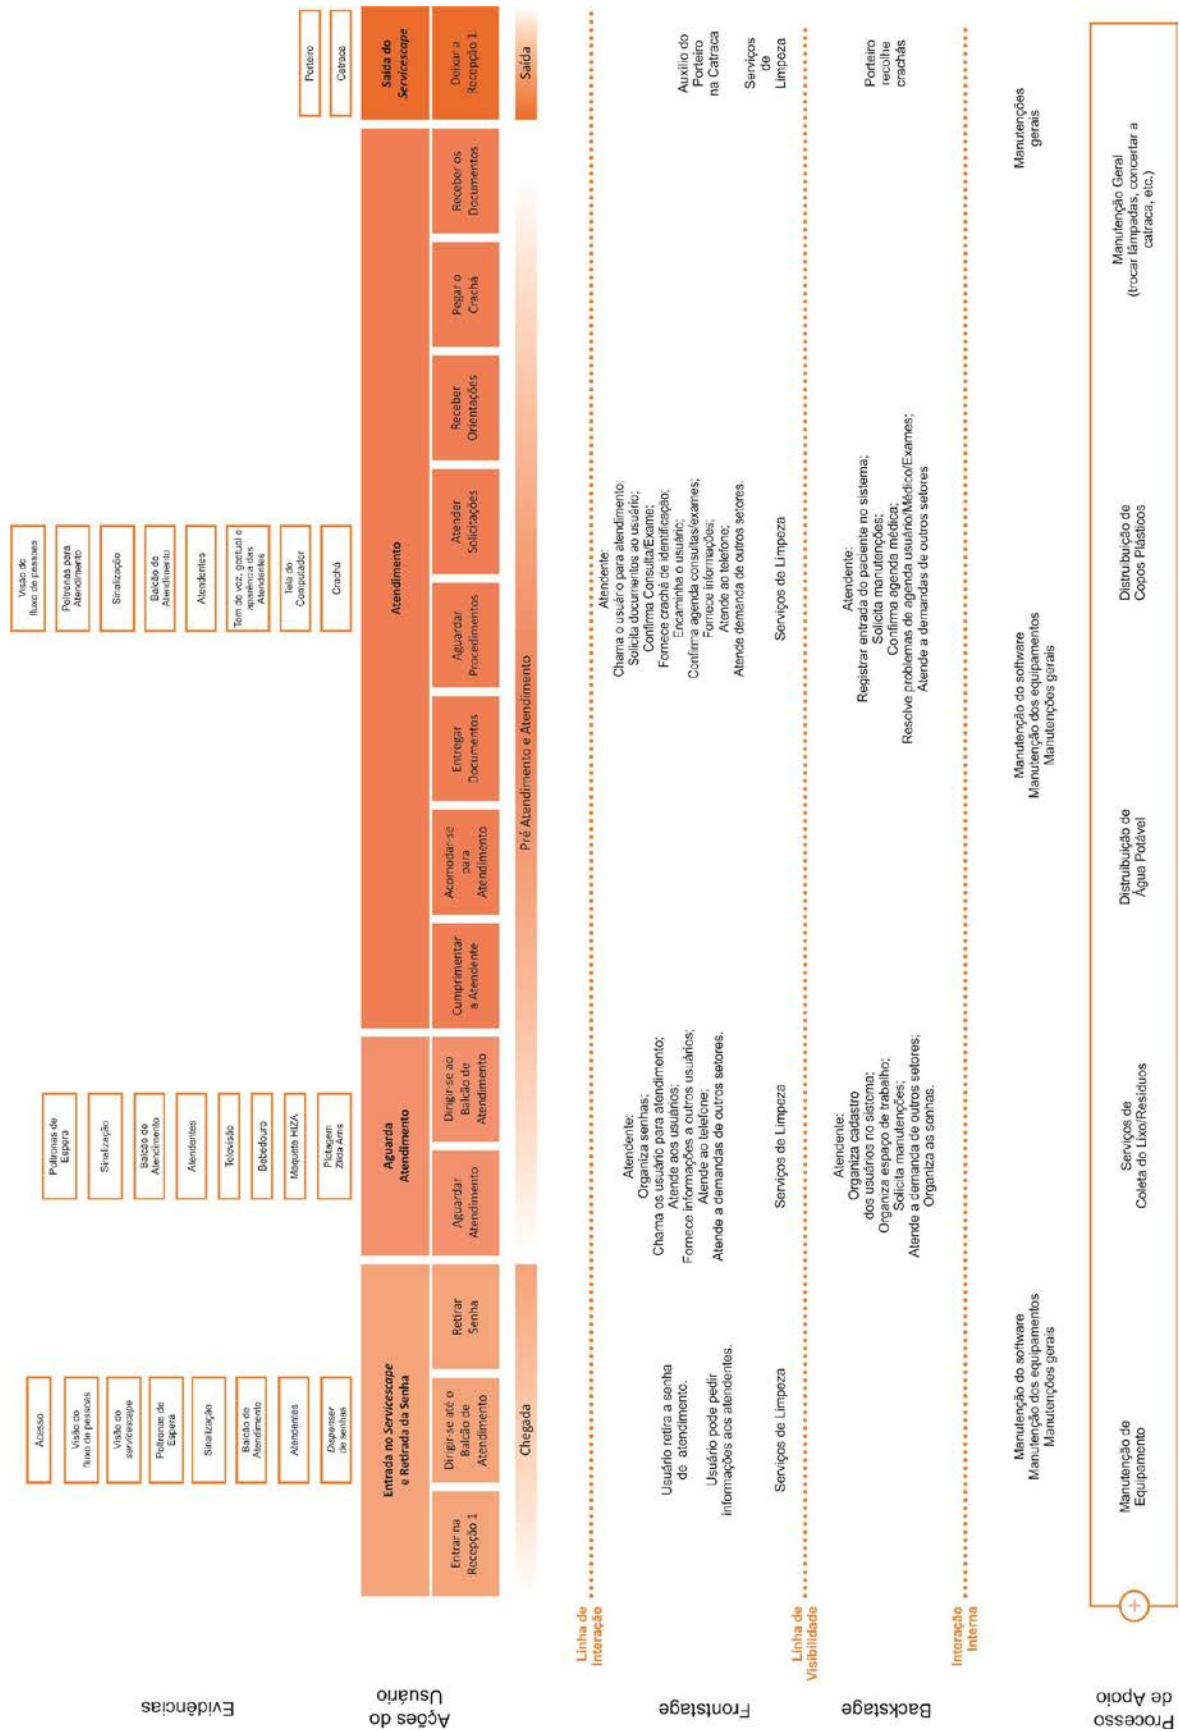 Evidências
Acesso
Visão do
fluxo de pessoas
Visão do
servicescape
Poltronas de
Espera
Sinalização
Balcão de
Atendimento
Atendentes
Dispenser
de senhas
Poltronas de
Espera
Sinalização
Balcão de
Atendimento
Atendentes
Televisão
Bebedouro
Maquete HIZA
Plotagem
Zilda Arns
Visão do
fluxo de pessoas
Poltronas para
Atendimento
Sinalização
Balcão de
Atendimento
Atendentes
Tom de voz, gestual e
aparência das
Atendentes
Tela do
Computador
Crachá
Porteiro
Catraca
Ações do
Usuário
Entrada no Servicescape
e Retirada da Senha
Aguarda
Atendimento
Atendimento
Saída do
Servicescape
Entrar na
Recepção 1
Dirigir-se até o
Balcão de
Atendimento
Retirar
Senha
Aguardar
Atendimento
Dirigir-se ao
Balcão de
Atendimento
Cumprimentar
a Atendente
Acomodar-se
para
Atendimento
Entregar
Documentos
Aguardar
Procedimentos
Atender
Solicitações
Receber
Orientações
Pegar o
Crachá
Receber os
Documentos
Deixar a
Recepção 1
Chegada
Pré Atendimento e Atendimento
Saída
Linha de
Interação
Frontstage
Usuário retira a senha
de atendimento.
Usuário pode pedir
informações aos atendentes.
Serviços de Limpeza
Atendente:
Organiza senhas;
Chama os usuário para atendimento;
Atende aos usuários;
Fornece informações a outros usuários;
Atende ao telefone;
Atende a demandas de outros setores.
Serviços de Limpeza
Atendente:
Chama o usuário para atendimento:
Solicita documentos ao usuário;
Confirma Consulta/Exame;
Fornece crachá de identificação;
Encaminha o usuário;
Confirma agenda consultas/exames;
Fornece informações;
Atende ao telefone;
Atende demanda de outros setores.
Serviços de Limpeza
Auxilio do
Porteiro
na Catraca
Serviços
de
Limpeza
Linha de
Visibilidade
Backstage
Atendente:
Organiza cadastro
dos usuários no sistema;
Organiza espaço de trabalho;
Solicita manutenções;
Atende a demanda de outros setores;
Organiza as senhas.
Atendente:
Registrar entrada do paciente no sistema;
Solicita manutenções;
Confirma agenda médica;
Resolve problemas de agenda usuário/Médico/Exames;
Atende a demandas de outros setores
Porteiro
recolhe
crachás
Interação
Interna
Manutenção do software
Manutenção dos equipamentos
Manutenções gerais
Manutenção do software
Manutenção dos equipamentos
Manutenções gerais
Manutenções
gerais
Processo
de Apoio
+
Manutenção de
Equipamento
Serviços de
Coleta do Lixo/Resíduos
Distruibuição de
Água Potável
Distribuição de
Copos Plásticos
Manutenção Geral
(trocar lâmpadas, concertar a
catraca, etc.)